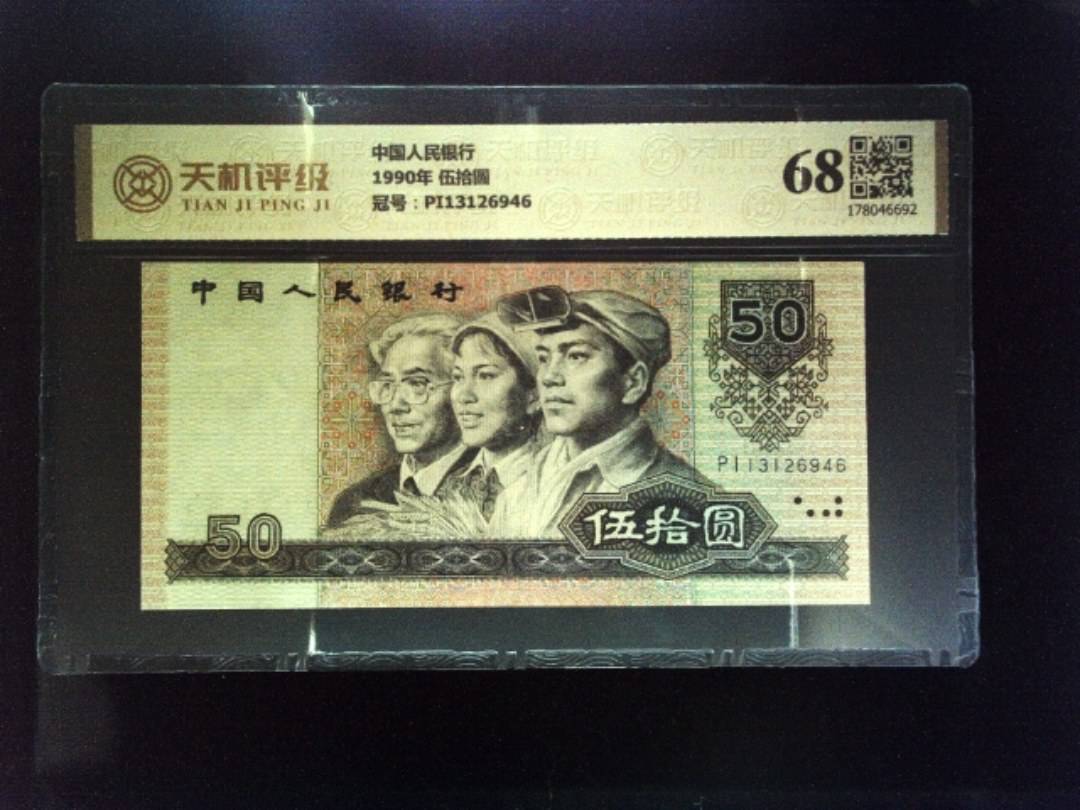 天机评级
TIAN JI PING JI
中国人民银行
1990年 伍拾圆
冠号：PI13126946
68
178046692
中国人民银行
50
PI13126946
50
伍拾圆